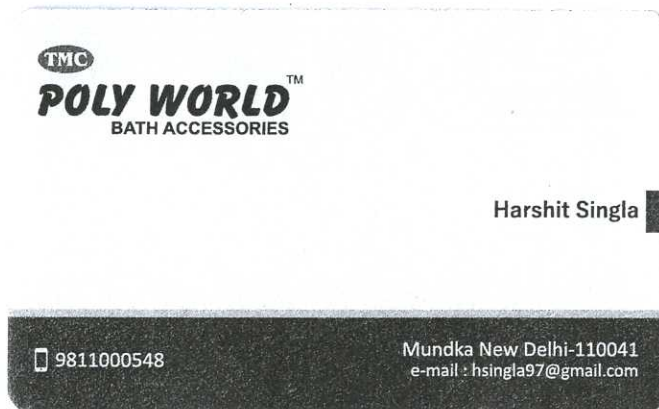 TMC
POLY WORLD™
BATH ACCESSORIES
Harshit Singla
9811000548
Mundka New Delhi-110041
e-mail : hsingla97@gmail.com